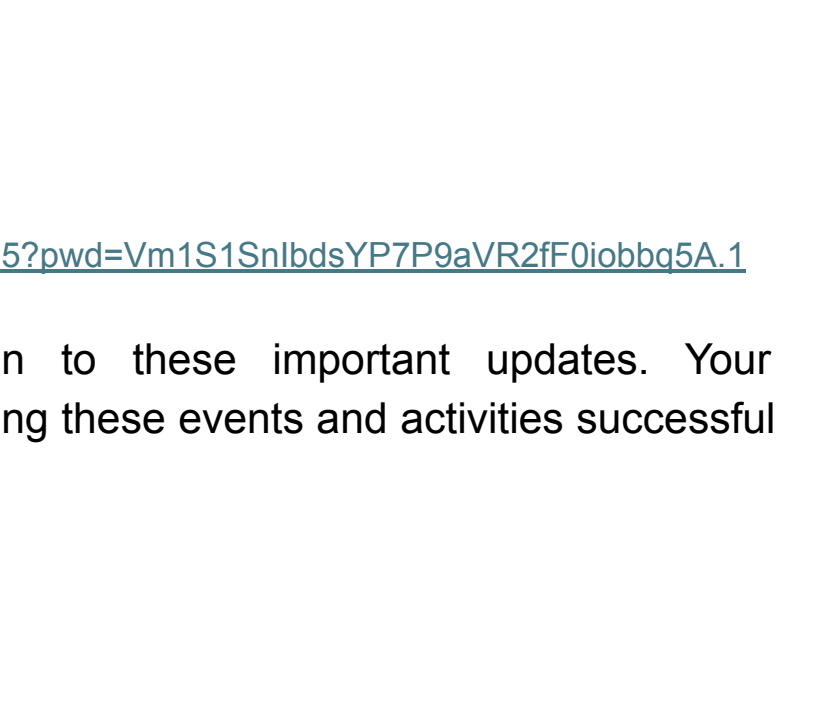 5?pwd=Vm1S1SnIbdsYP7P9aVR2fF0iobbq5A.1
n to these important updates. Your
ng these events and activities successful